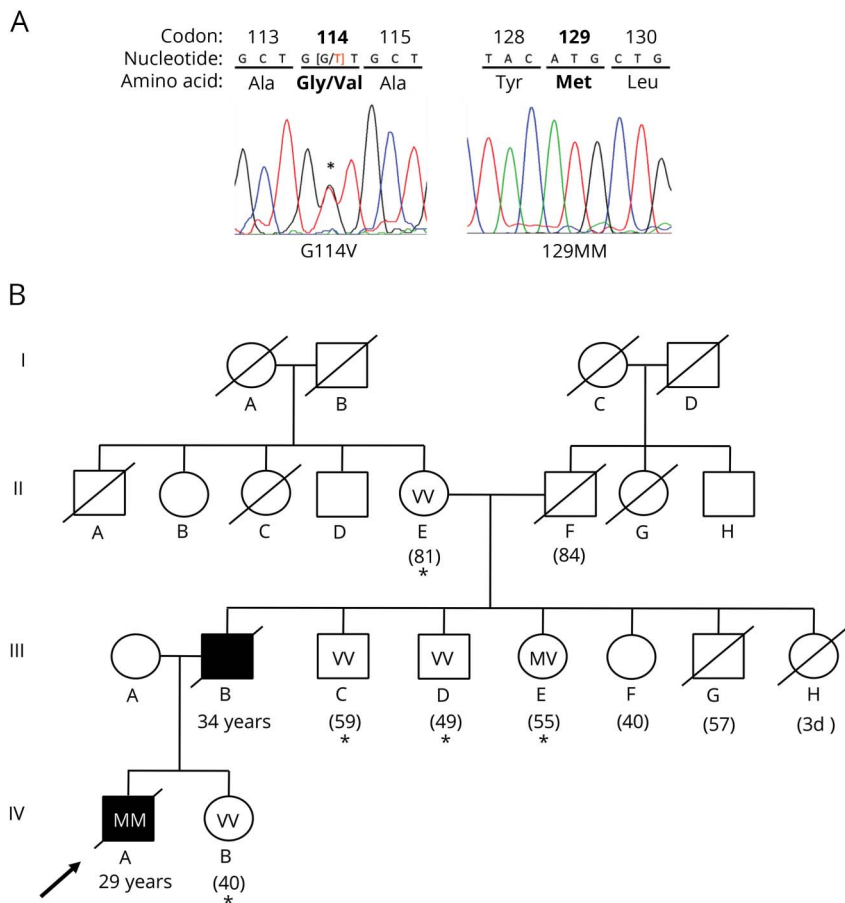 A
Codon: 113 114 115 128 129 130
Nucleotide: G C T G [G/T] T G C T T A C A T G C T G
Amino acid: Ala Gly/Val Ala Tyr Met Leu
*
G114V 129MM
B
I
A B C D
II
VV
A B C D E F G H
(81) (84)
*
III
VV VV MV
A B C D E F G H
34 years (59) (49) (55) (40) (57) (3d )
* * *
IV
MM VV
A B
29 years (40)
*